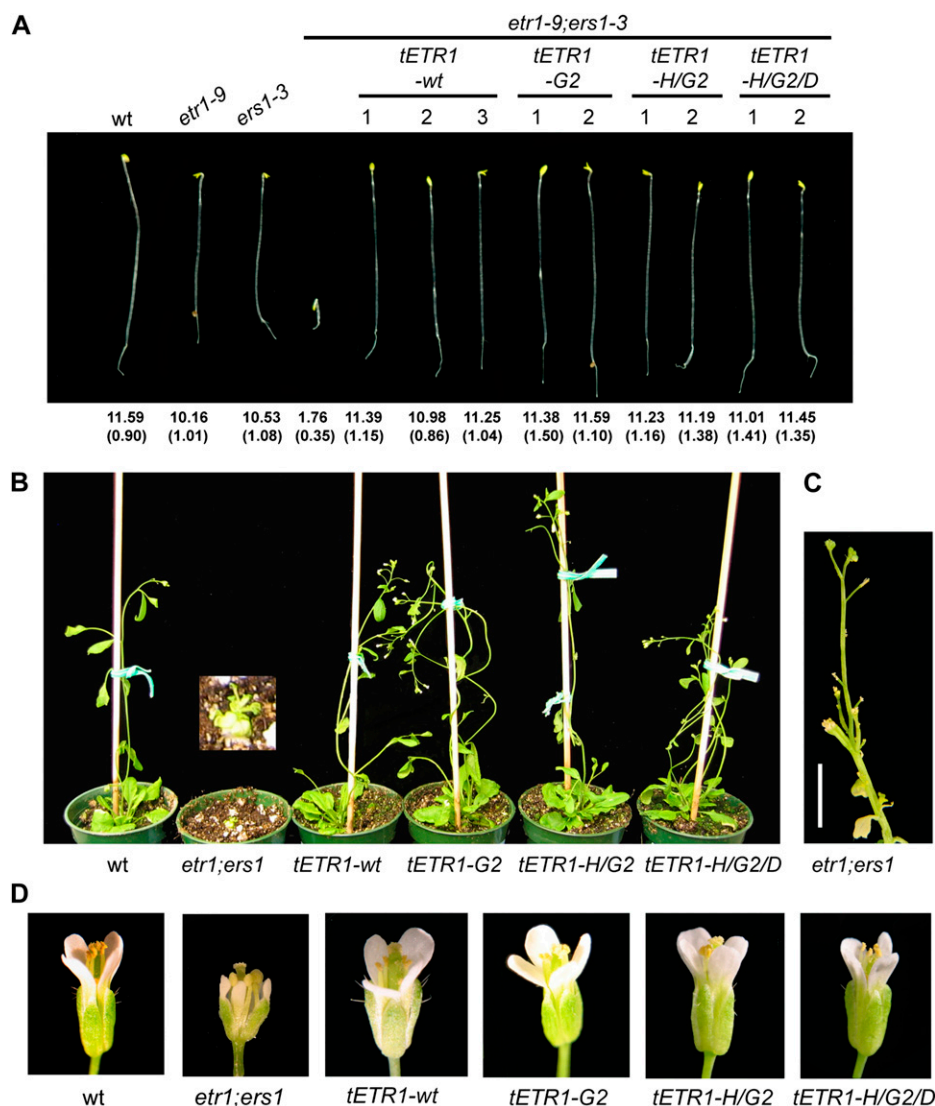 A
etr1-9;ers1-3
tETR1 tETR1 tETR1 tETR1
-wt -G2 -H/G2 -H/G2/D
wt etr1-9 ers1-3 1 2 3 1 2 1 2 1 2
11.59 10.16 10.53 1.76 11.39 10.98 11.25 11.38 11.59 11.23 11.19 11.01 11.45
(0.90) (1.01) (1.08) (0.35) (1.15) (0.86) (1.04) (1.50) (1.10) (1.16) (1.38) (1.41) (1.35)
B
C
wt etr1;ers1 tETR1-wt tETR1-G2 tETR1-H/G2 tETR1-H/G2/D etr1;ers1
D
wt etr1;ers1 tETR1-wt tETR1-G2 tETR1-H/G2 tETR1-H/G2/D